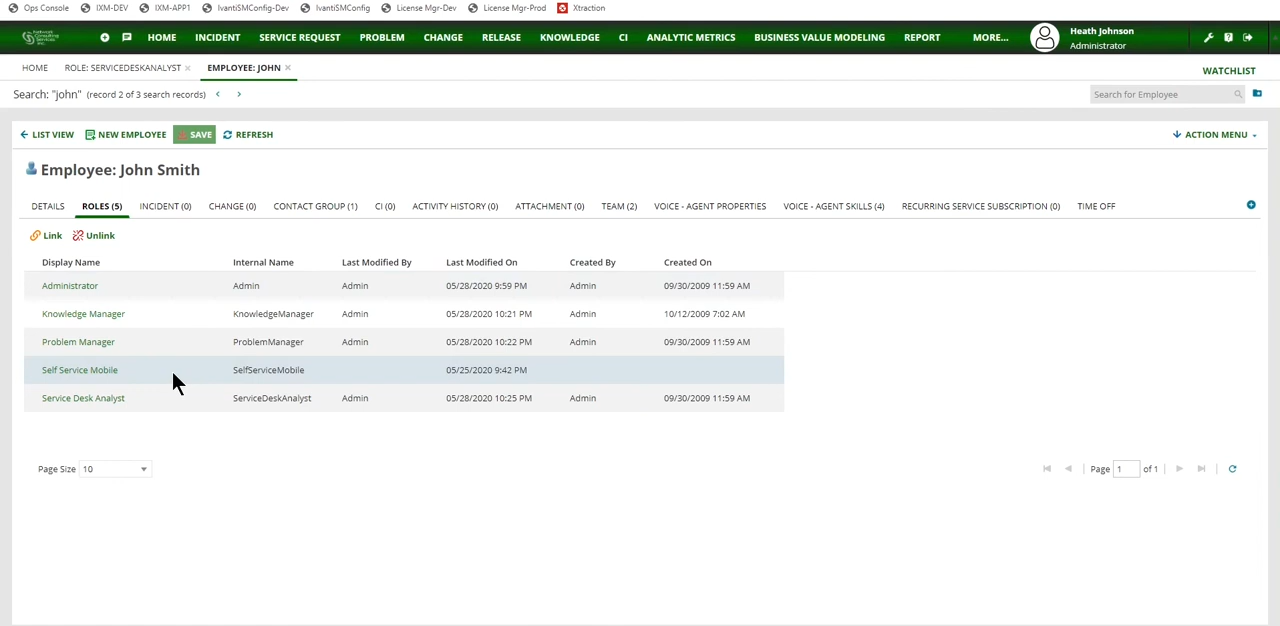 Ops Console IXM-DEV IXM-APP1 IvantiSMConfig-Dev IvantiSMConfig License Mgr-Dev License Mgr-Prod Xtraction
Network Consulting Services INC. HOME INCIDENT SERVICE REQUEST PROBLEM CHANGE RELEASE KNOWLEDGE CI ANALYTIC METRICS BUSINESS VALUE MODELING REPORT MORE... Heath Johnson
Administrator
HOME ROLE: SERVICEDESKANALYST EMPLOYEE: JOHN WATCHLIST
Search: "john" (record 2 of 3 search records) Search for Employee
LIST VIEW NEW EMPLOYEE SAVE REFRESH ACTION MENU
Employee: John Smith
DETAILS ROLES (5) INCIDENT (0) CHANGE (0) CONTACT GROUP (1) CI (0) ACTIVITY HISTORY (0) ATTACHMENT (0) TEAM (2) VOICE - AGENT PROPERTIES VOICE - AGENT SKILLS (4) RECURRING SERVICE SUBSCRIPTION (0) TIME OFF
Link Unlink
Display Name Internal Name Last Modified By Last Modified On Created By Created On
Administrator Admin Admin 05/28/2020 9:59 PM Admin 09/30/2009 11:59 AM
Knowledge Manager KnowledgeManager Admin 05/28/2020 10:21 PM Admin 10/12/2009 7:02 AM
Problem Manager ProblemManager Admin 05/28/2020 10:22 PM Admin 09/30/2009 11:59 AM
Self Service Mobile SelfServiceMobile 05/25/2020 9:42 PM
Service Desk Analyst ServiceDeskAnalyst Admin 05/28/2020 10:25 PM Admin 09/30/2009 11:59 AM
Page Size 10 Page 1 of 1